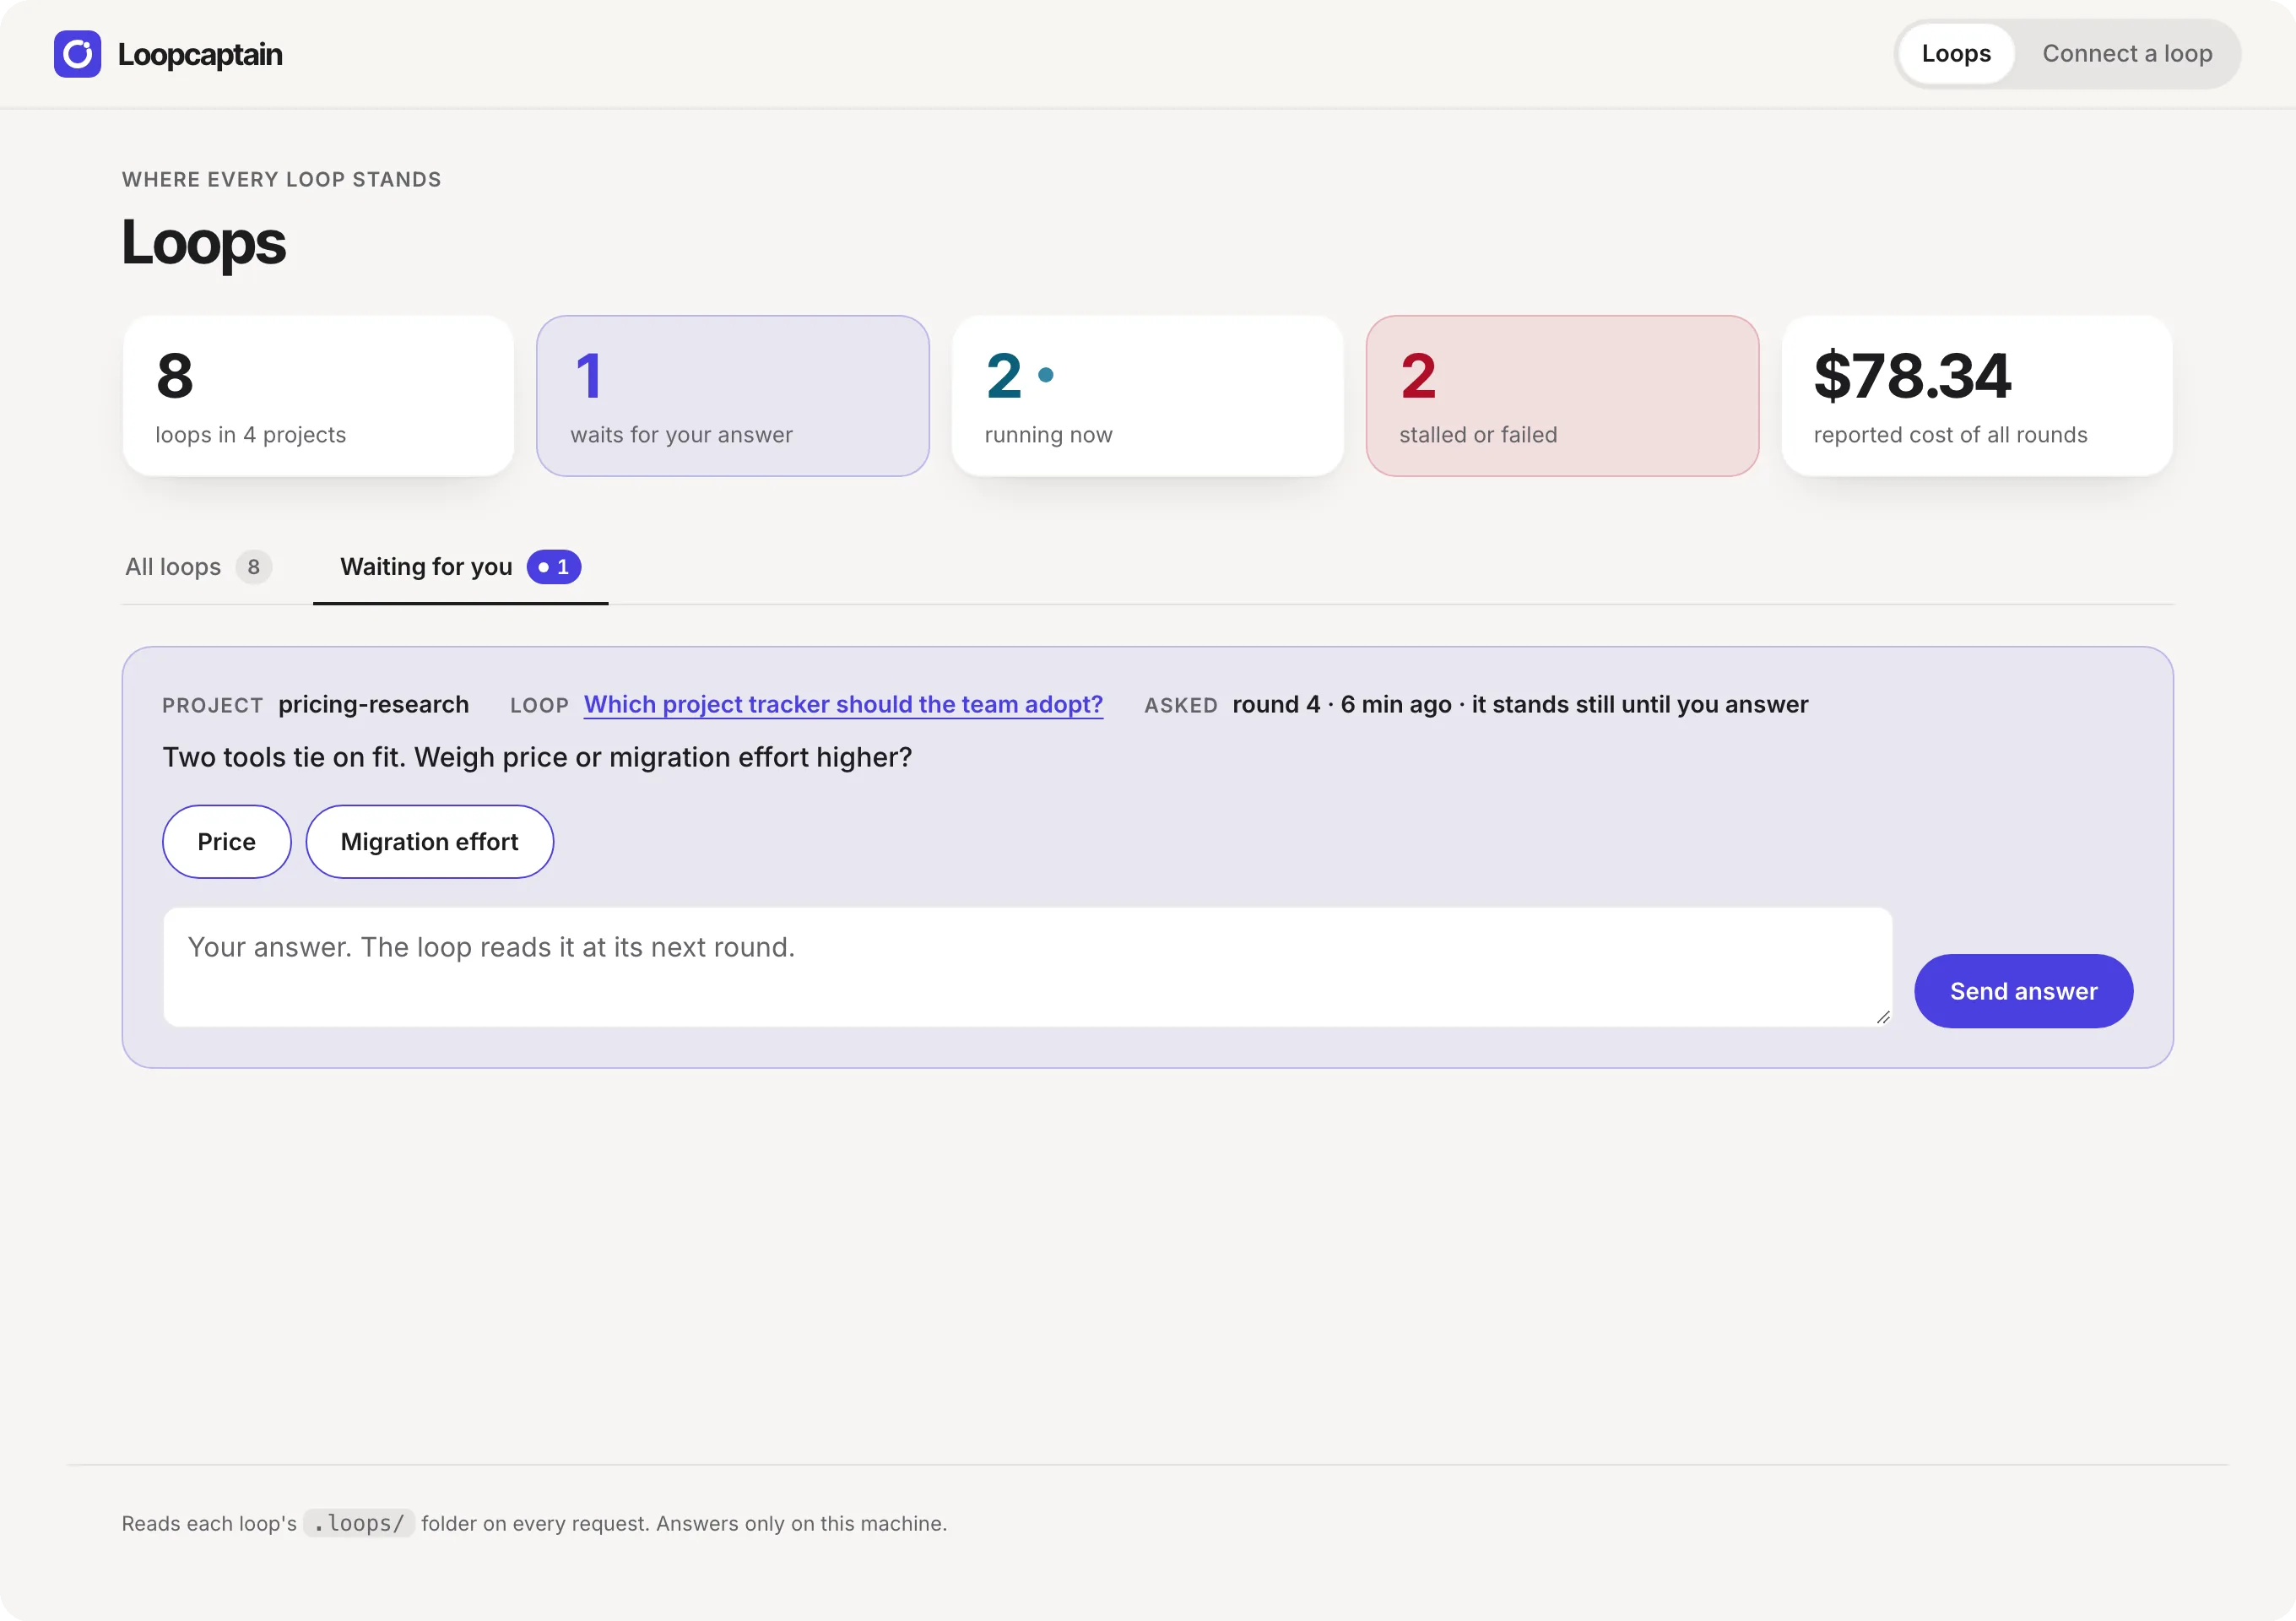 Loopcaptain
Loops
Connect a loop
WHERE EVERY LOOP STANDS
Loops
8
loops in 4 projects
1
waits for your answer
2
running now
2
stalled or failed
$78.34
reported cost of all rounds
All loops 8
Waiting for you 1
PROJECT pricing-research LOOP Which project tracker should the team adopt? ASKED round 4 · 6 min ago · it stands still until you answer
Two tools tie on fit. Weigh price or migration effort higher?
Price
Migration effort
Your answer. The loop reads it at its next round.
Send answer
Reads each loop's .loops/ folder on every request. Answers only on this machine.